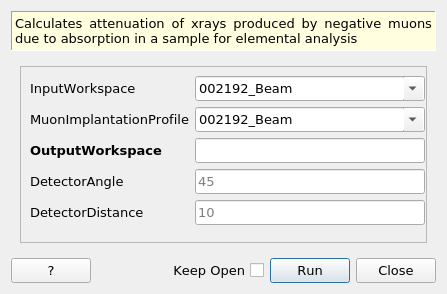 Calculates attenuation of xrays produced by negative muons
due to absorption in a sample for elemental analysis
InputWorkspace 002192_Beam
MuonImplantationProfile 002192_Beam
OutputWorkspace
DetectorAngle 45
DetectorDistance 10
? Keep Open Run Close